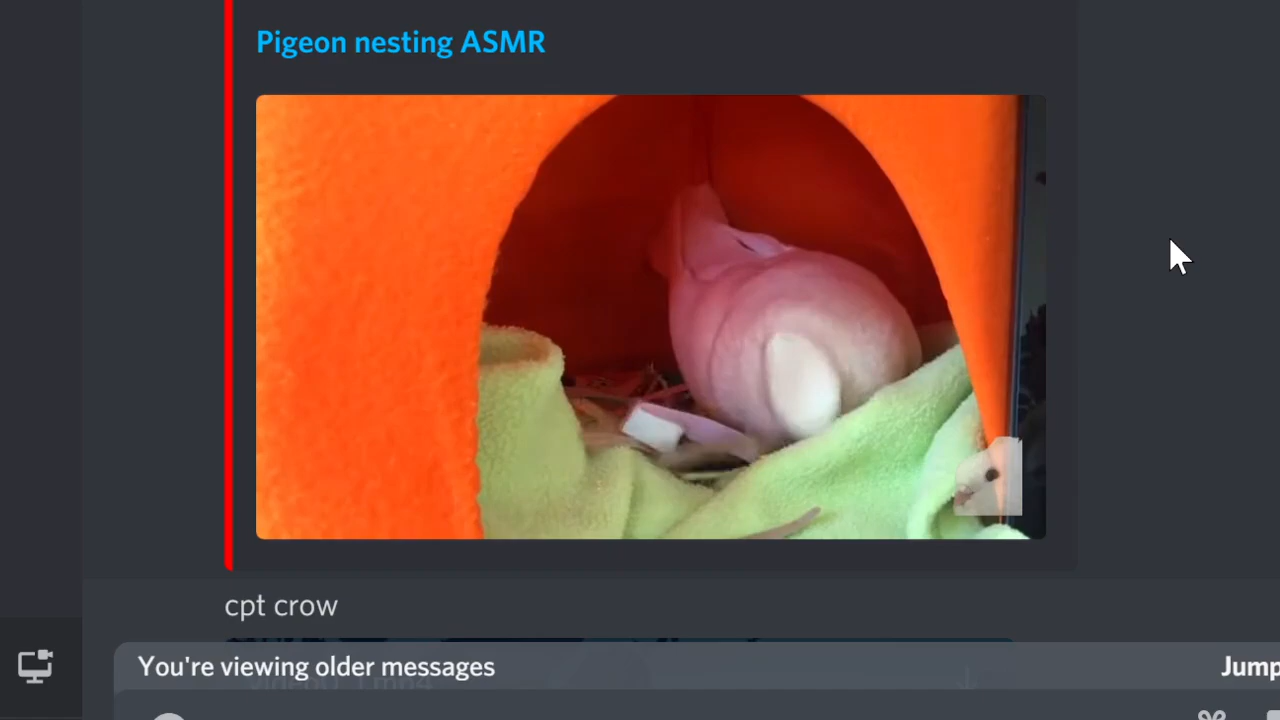 Pigeon nesting ASMR
cpt crow
You're viewing older messages
Jump